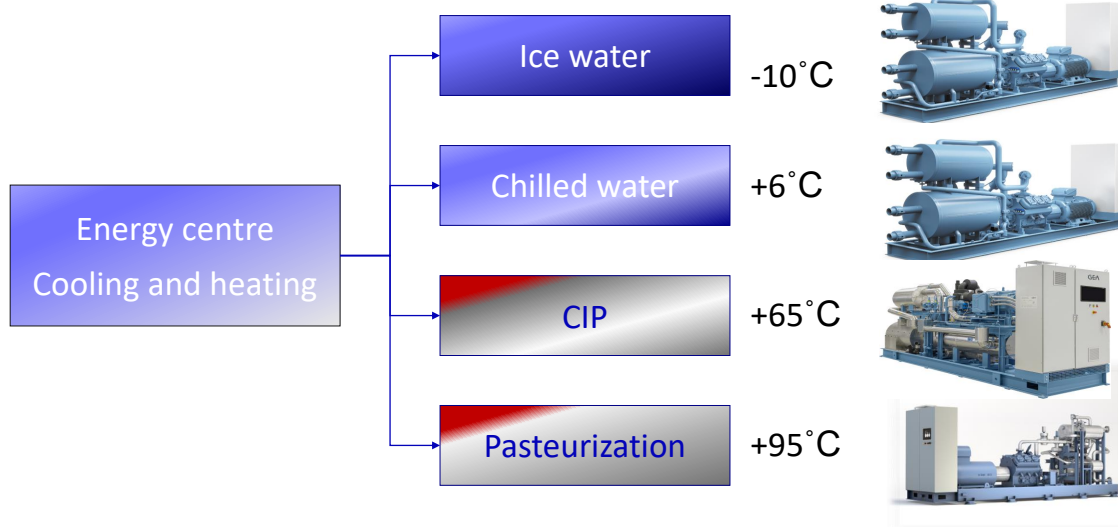 Ice water
-10˚C
Chilled water
+6˚C
Energy centre
Cooling and heating
GEA
CIP
+65˚C
Pasteurization
+95˚C